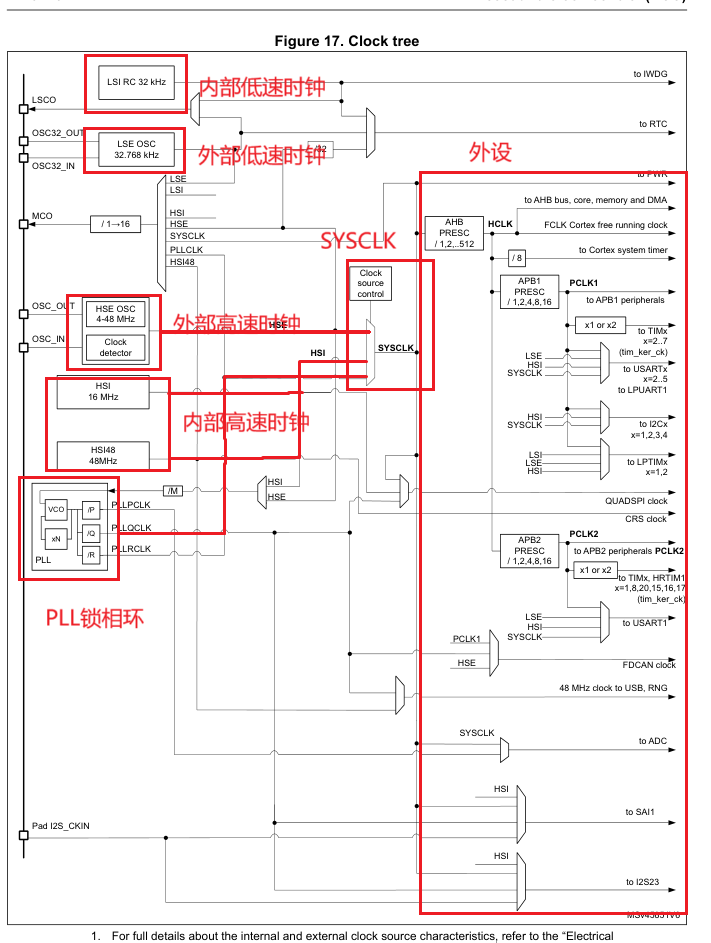 Figure 17. Clock tree
LSI RC 32 kHz
内部低速时钟
to IWDG
LSCO
to RTC
OSC32_OUT
LSE OSC
32.768 kHz
外部低速时钟
/32
外设
OSC32_IN
to PWR
LSE
LSI
HSI
HSE
SYSCLK
PLLCLK
HSI48
MCO
/ 1→16
SYSCLK
AHB
PRESC
/ 1,2,..512
HCLK
to AHB bus, core, memory and DMA
FCLK Cortex free running clock
/ 8
to Cortex system timer
Clock
source
control
APB1
PRESC
/ 1,2,4,8,16
PCLK1
to APB1 peripherals
OSC_OUT
HSE OSC
4-48 MHz
Clock
detector
OSC_IN
外部高速时钟
HSE
HSI
SYSCLK
x1 or x2
to TIMx
x=2..7
(tim_ker_ck)
LSE
HSI
SYSCLK
to USARTx
x=2..5
to LPUART1
HSI
16 MHz
内部高速时钟
HSI
SYSCLK
to I2Cx
x=1,2,3,4
HSI48
48MHz
LSI
LSE
HSI
to LPTIMx
x=1,2
/M
HSI
HSE
QUADSPI clock
CRS clock
VCO
xN
/P
/Q
/R
PLL
PLLPCLK
PLLQCLK
PLLRCLK
APB2
PRESC
/ 1,2,4,8,16
PCLK2
to APB2 peripherals PCLK2
x1 or x2
to TIMx, HRTIM1
x=1,8,20,15,16,17
(tim_ker_ck)
PLL锁相环
LSE
HSI
SYSCLK
to USART1
PCLK1
HSE
FDCAN clock
48 MHz clock to USB, RNG
SYSCLK
to ADC
HSI
to SAI1
Pad I2S_CKIN
HSI
to I2S23
1. For full details about the internal and external clock source characteristics, refer to the “Electrical